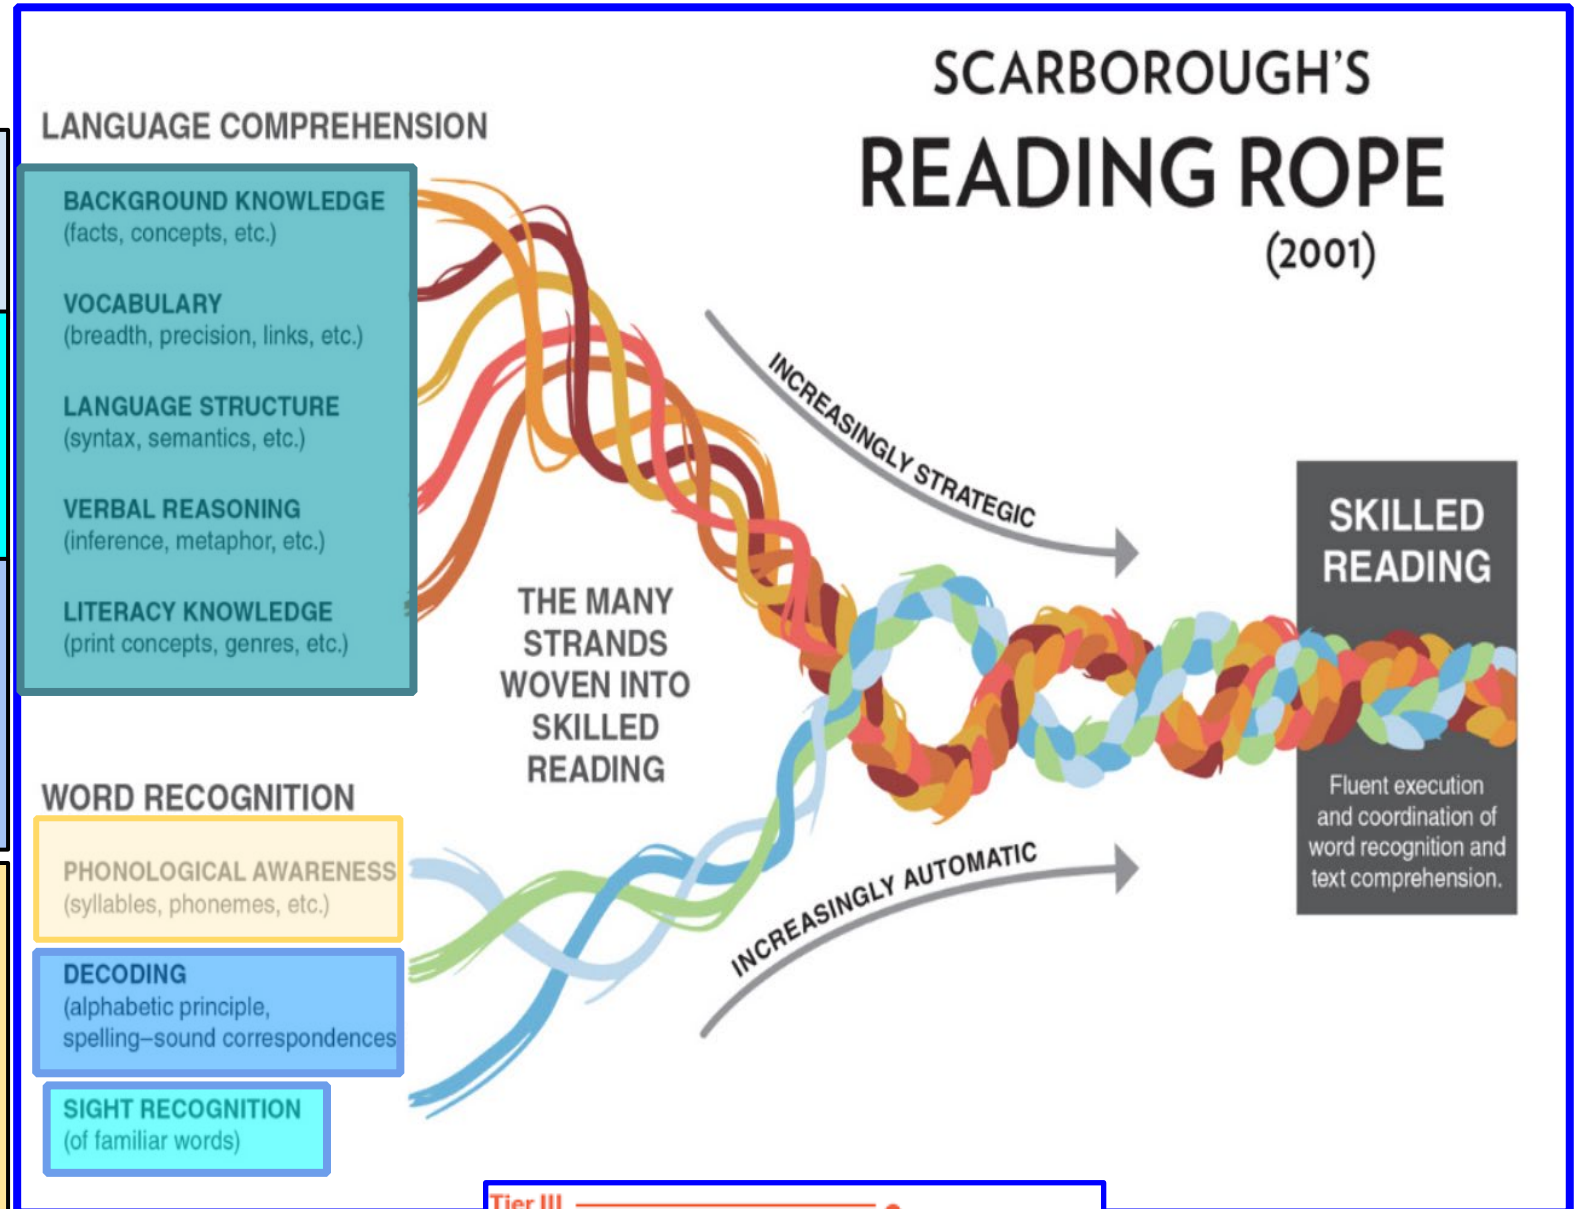 SCARBOROUGH'S
READING ROPE
(2001)
LANGUAGE COMPREHENSION
BACKGROUND KNOWLEDGE
(facts, concepts, etc.)
VOCABULARY
(breadth, precision, links, etc.)
LANGUAGE STRUCTURE
(syntax, semantics, etc.)
VERBAL REASONING
(inference, metaphor, etc.)
LITERACY KNOWLEDGE
(print concepts, genres, etc.)
WORD RECOGNITION
PHONOLOGICAL AWARENESS
(syllables, phonemes, etc.)
DECODING
(alphabetic principle,
spelling–sound correspondences
SIGHT RECOGNITION
(of familiar words)
THE MANY
STRANDS
WOVEN INTO
SKILLED
READING
INCREASINGLY STRATEGIC
INCREASINGLY AUTOMATIC
SKILLED
READING
Fluent execution
and coordination of
word recognition and
text comprehension.
Tier III